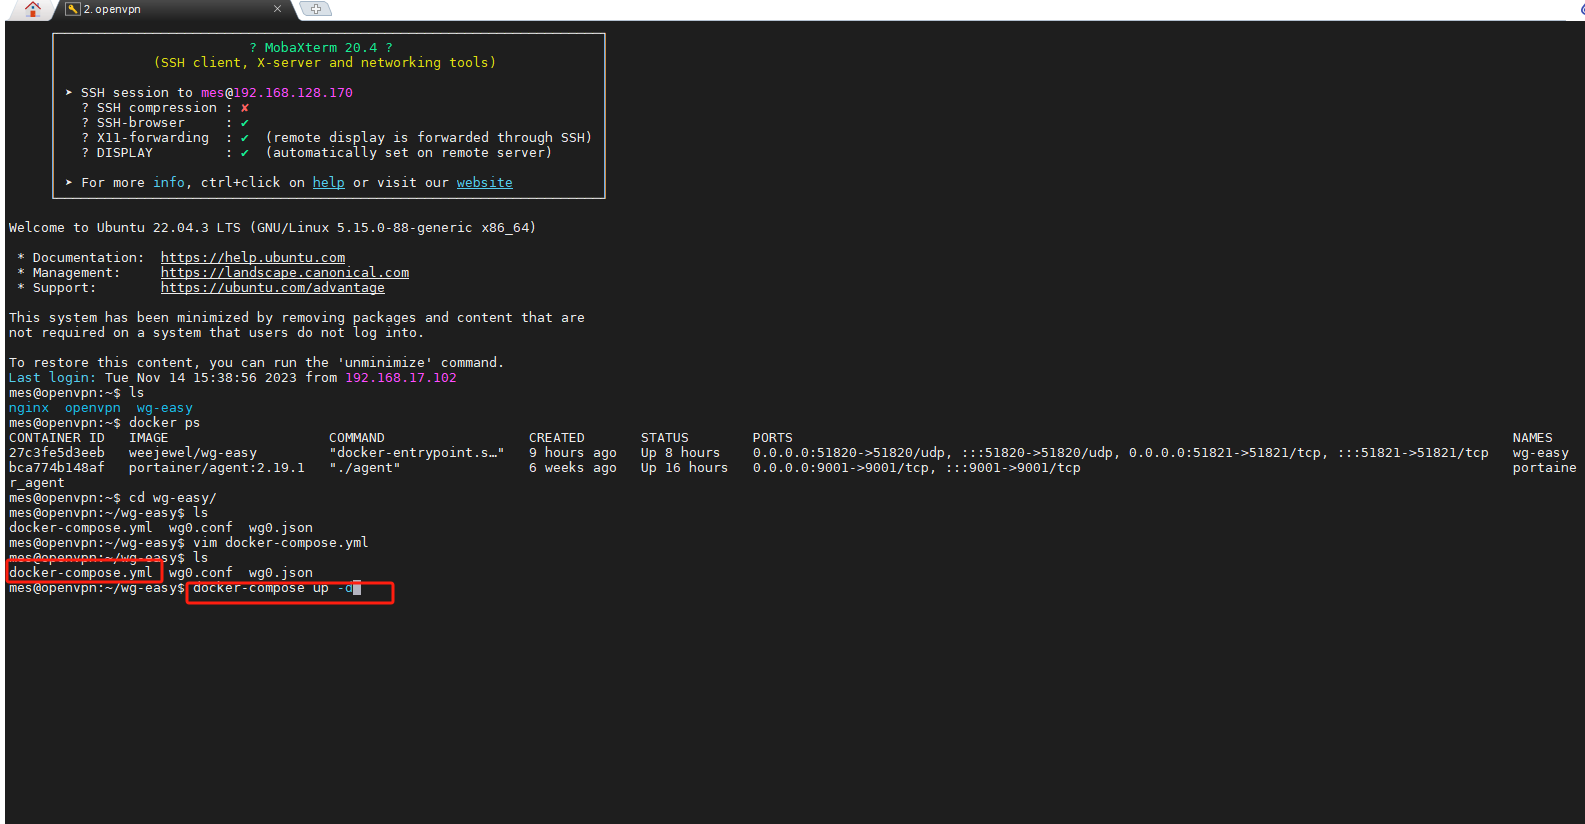 2. openvpn
? MobaXterm 20.4 ?
(SSH client, X-server and networking tools)
➤ SSH session to mes@192.168.128.170
? SSH compression : ✘
? SSH-browser : ✔
? X11-forwarding : ✔ (remote display is forwarded through SSH)
? DISPLAY : ✔ (automatically set on remote server)
➤ For more info, ctrl+click on help or visit our website
Welcome to Ubuntu 22.04.3 LTS (GNU/Linux 5.15.0-88-generic x86_64)
* Documentation: https://help.ubuntu.com
* Management: https://landscape.canonical.com
* Support: https://ubuntu.com/advantage
This system has been minimized by removing packages and content that are
not required on a system that users do not log into.
To restore this content, you can run the 'unminimize' command.
Last login: Tue Nov 14 15:38:56 2023 from 192.168.17.102
mes@openvpn:~$ ls
nginx openvpn wg-easy
mes@openvpn:~$ docker ps
CONTAINER ID IMAGE COMMAND CREATED STATUS PORTS NAMES
27c3fe5d3eeb weejewel/wg-easy "docker-entrypoint.s…" 9 hours ago Up 8 hours 0.0.0.0:51820->51820/udp, :::51820->51820/udp, 0.0.0.0:51821->51821/tcp, :::51821->51821/tcp wg-easy
bca774b148af portainer/agent:2.19.1 "./agent" 6 weeks ago Up 16 hours 0.0.0.0:9001->9001/tcp, :::9001->9001/tcp portaine
r_agent
mes@openvpn:~$ cd wg-easy/
mes@openvpn:~/wg-easy$ ls
docker-compose.yml wg0.conf wg0.json
mes@openvpn:~/wg-easy$ vim docker-compose.yml
mes@openvpn:~/wg-easy$ ls
docker-compose.yml wg0.conf wg0.json
mes@openvpn:~/wg-easy$ docker-compose up -d